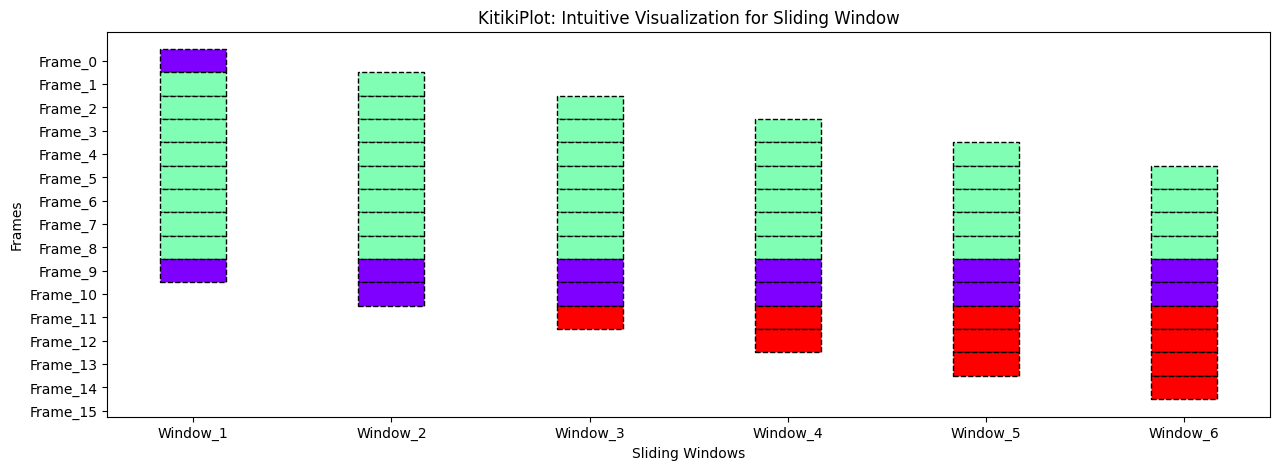 KitikiPlot: Intuitive Visualization for Sliding Window
Frames
Frame_0
Frame_1
Frame_2
Frame_3
Frame_4
Frame_5
Frame_6
Frame_7
Frame_8
Frame_9
Frame_10
Frame_11
Frame_12
Frame_13
Frame_14
Frame_15
Window_1 Window_2 Window_3 Window_4 Window_5 Window_6
Sliding Windows